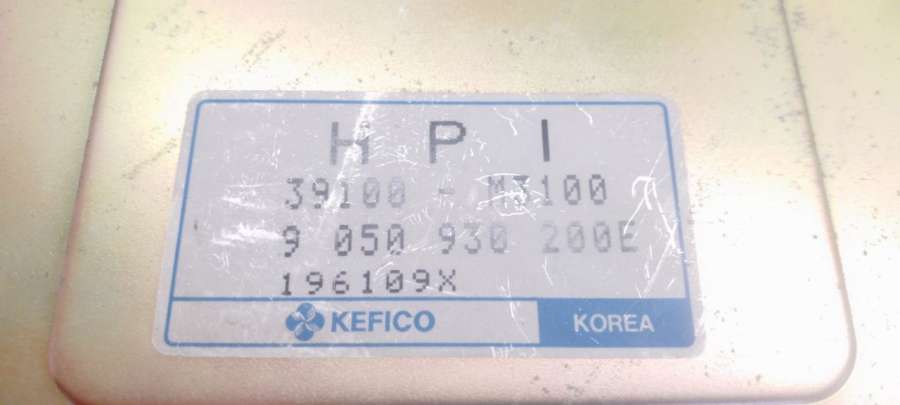 H P I
39100 - M3100
9 050 930 200E
196109X
KEFICO
KOREA